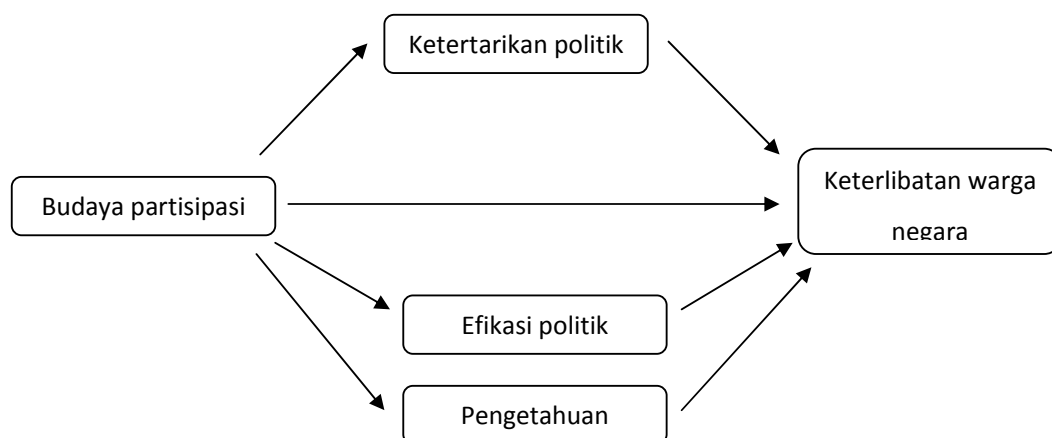 Ketertarikan politik
Budaya partisipasi
Keterlibatan warga
negara
Efikasi politik
Pengetahuan